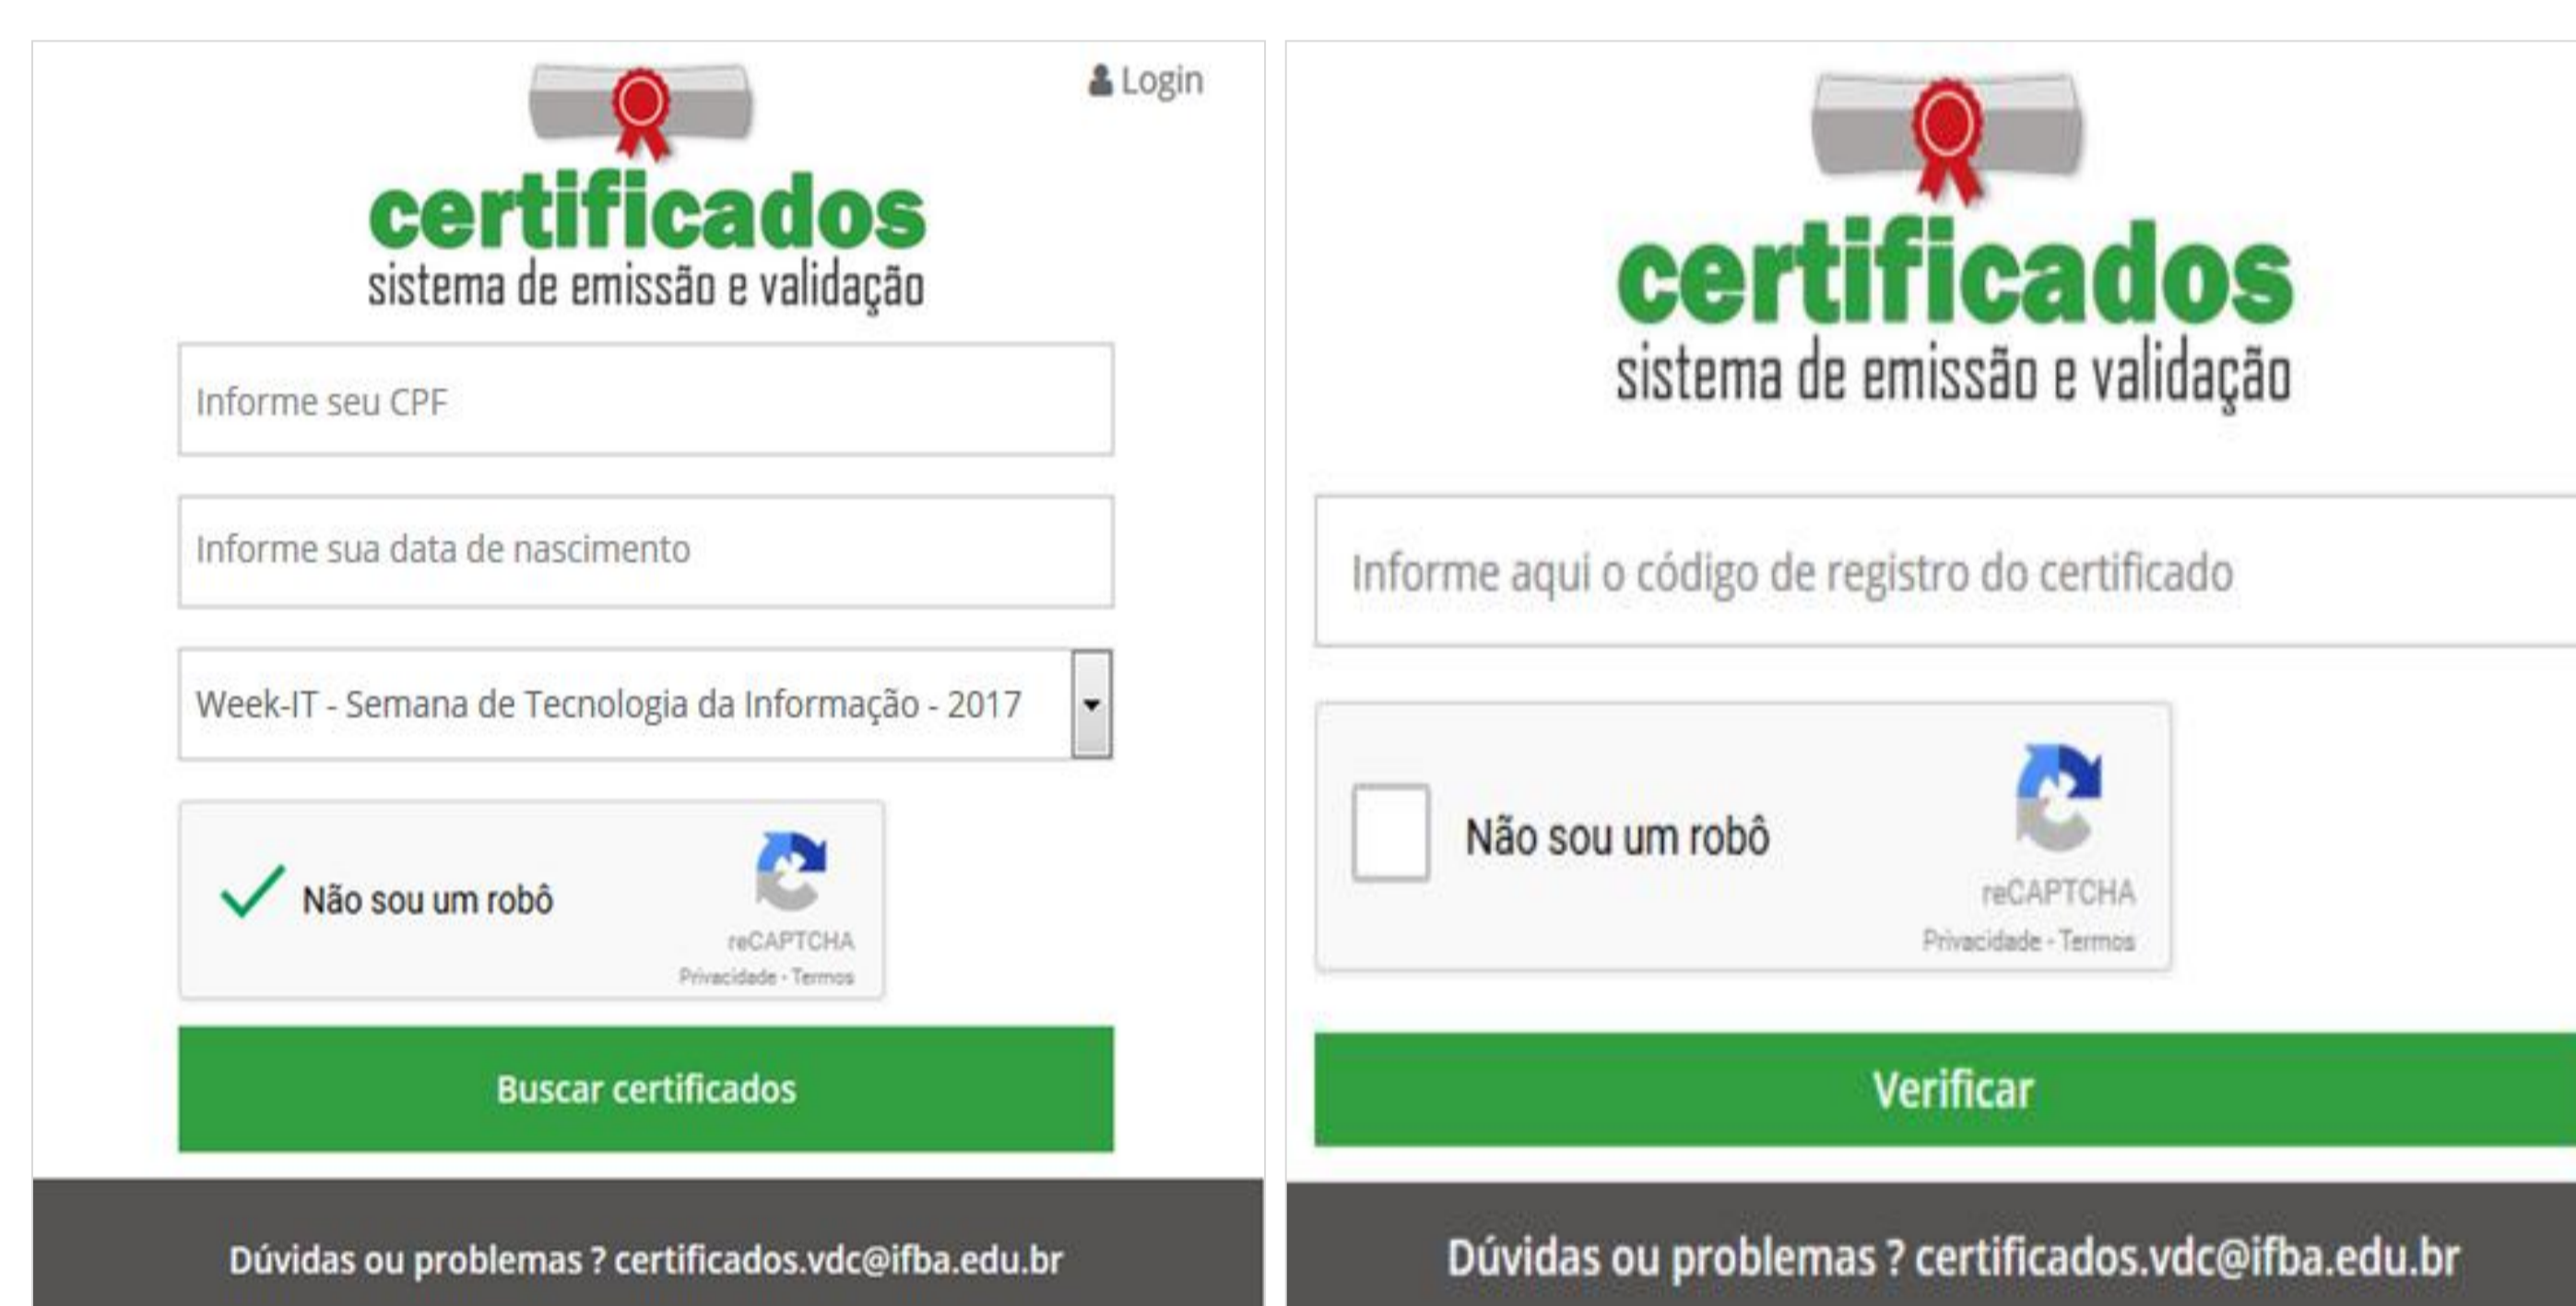 Login
certificados
sistema de emissão e validação
Informe seu CPF
Informe sua data de nascimento
Week-IT - Semana de Tecnologia da Informação - 2017
Não sou um robô
reCAPTCHA
Privacidade - Termos
Buscar certificados
Dúvidas ou problemas ? certificados.vdc@ifba.edu.br
certificados
sistema de emissão e validação
Informe aqui o código de registro do certificado
Não sou um robô
reCAPTCHA
Privacidade - Termos
Verificar
Dúvidas ou problemas ? certificados.vdc@ifba.edu.br